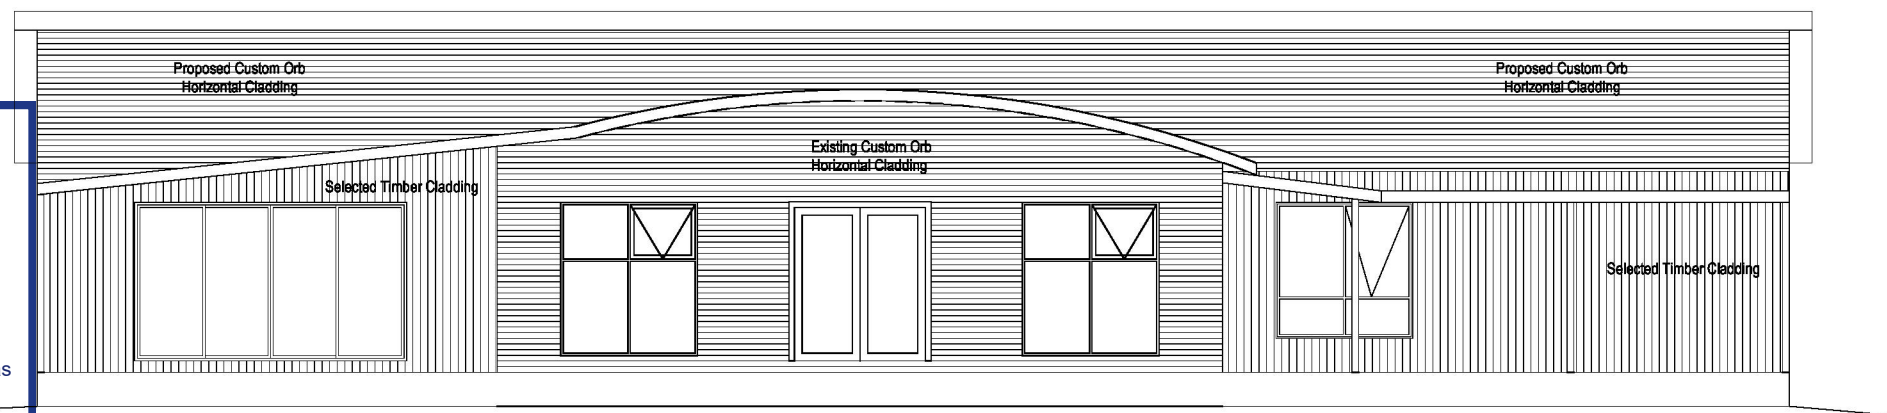 Proposed Custom Orb
Horizontal Cladding
Proposed Custom Orb
Horizontal Cladding
Existing Custom Orb
Horizontal Cladding
Selected Timber Cladding
Selected Timber Cladding